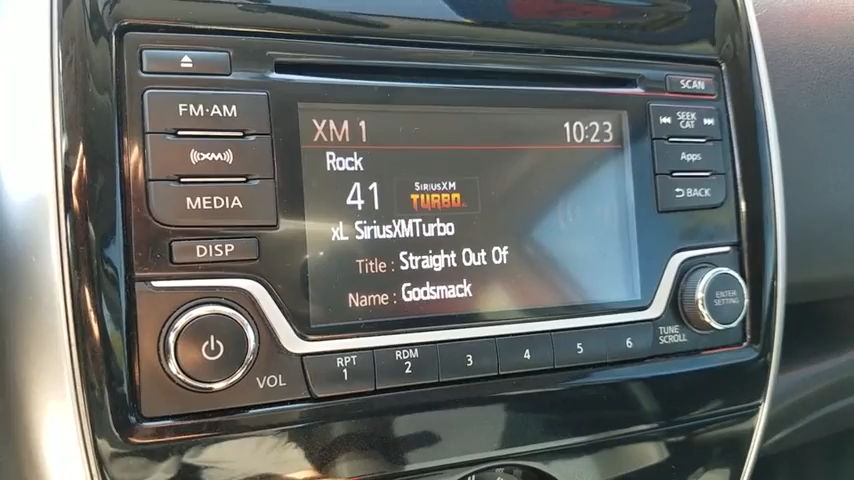 SCAN
FM·AM
SEEK
CAT
XM 1 10:23
Rock
(((XM)))
Apps
41 SIRIUSXM
TURBO
MEDIA
BACK
xL SiriusXMTurbo
DISP
Title : Straight Out Of
Name : Godsmack
ENTER
SETTING
TUNE
SCROLL
VOL
RPT
1
RDM
2
3
4
5
6